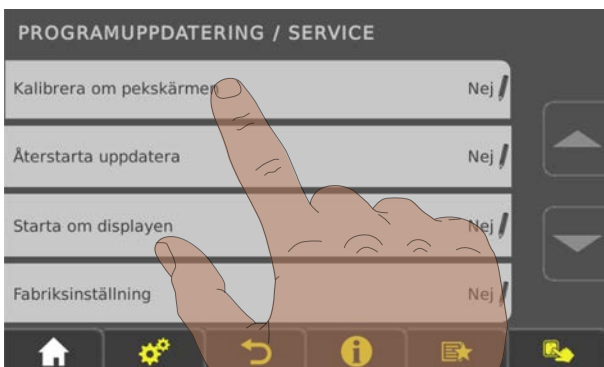 PROGRAMUPPDATERING / SERVICE
Kalibrera om pekskärmen Nej
Återstarta uppdatera Nej
Starta om displayen Nej
Fabriksinställning Nej